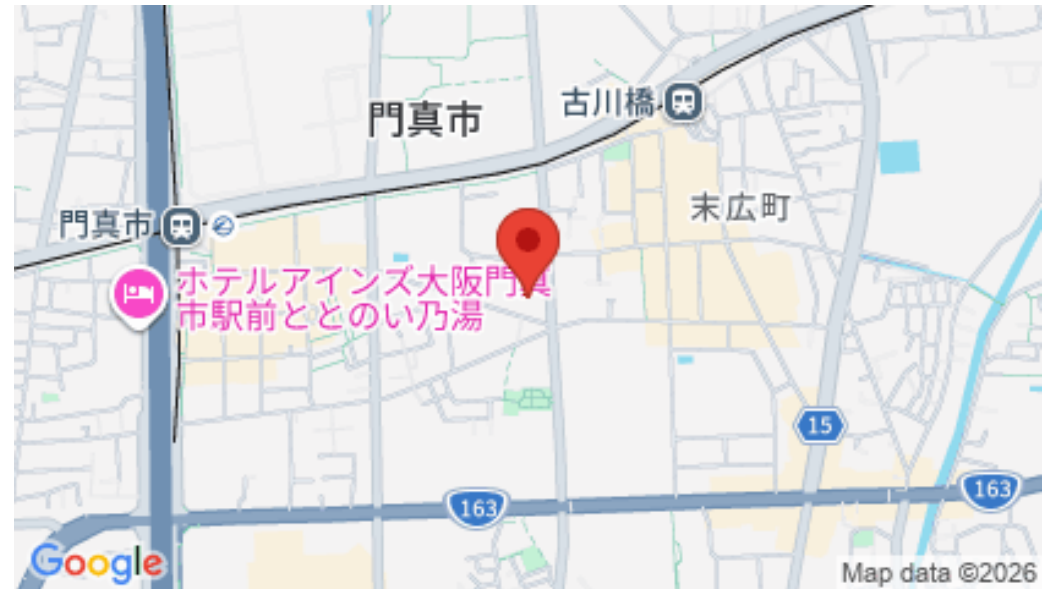 古川橋
門真市
末広町
門真市
ホテルアインズ大阪門真
市駅前ととのい乃湯
15
163
163
Google
Map data ©2026